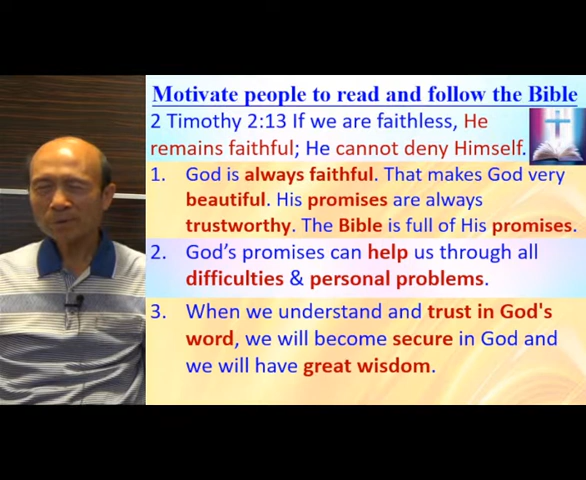 Motivate people to read and follow the Bible
2 Timothy 2:13 If we are faithless, He
remains faithful; He cannot deny Himself.
1. God is always faithful. That makes God very
beautiful. His promises are always
trustworthy. The Bible is full of His promises.
2. God's promises can help us through all
difficulties & personal problems.
3. When we understand and trust in God's
word, we will become secure in God and
we will have great wisdom.